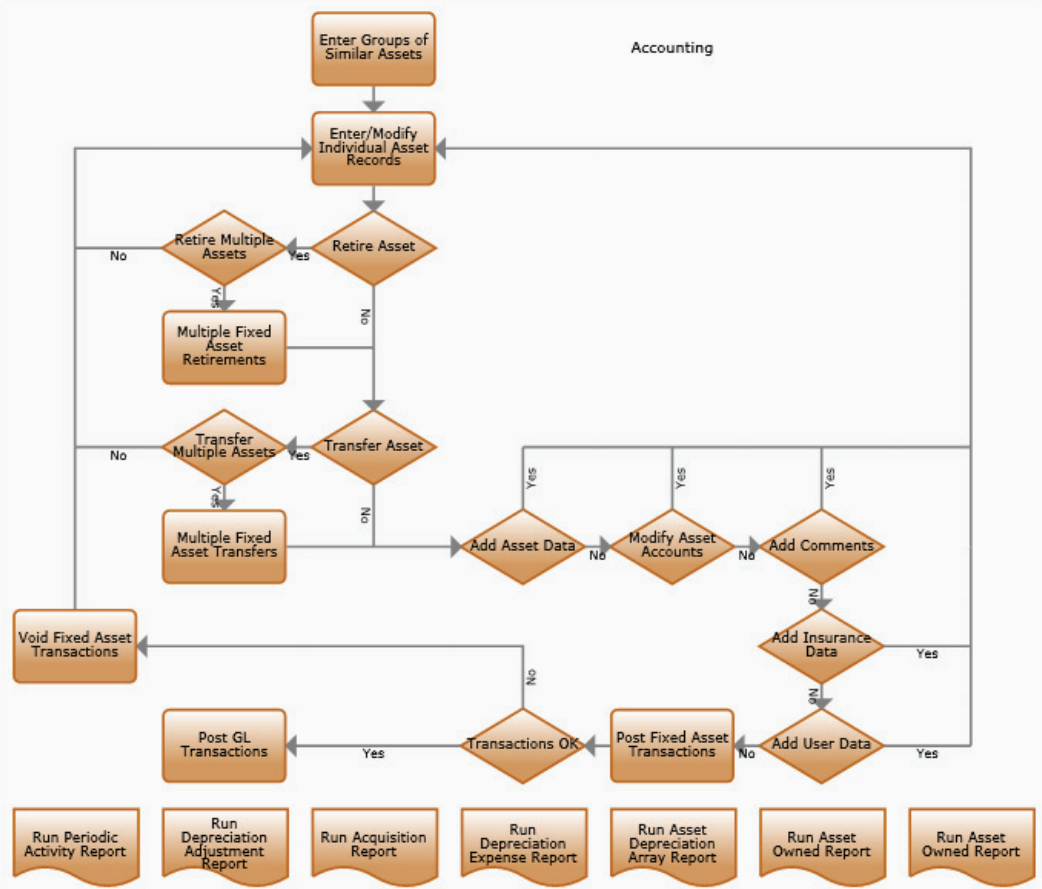 Enter Groups of
Similar Assets
Accounting
Enter/Modify
Individual Asset
Records
Retire Multiple
Assets
Retire Asset
No
Yes
Yes
No
Multiple Fixed
Asset
Retirements
Transfer
Multiple Assets
Transfer Asset
No
Yes
Yes
No
Yes
Yes
Yes
Multiple Fixed
Asset Transfers
Add Asset Data
No
Modify Asset
Accounts
No
Add Comments
No
Void Fixed Asset
Transactions
Add Insurance
Data
Yes
No
No
Post GL
Transactions
Yes
Transactions OK
Post Fixed Asset
Transactions
No
Add User Data
Yes
Run Periodic
Activity Report
Run
Depreciation
Adjustment
Report
Run Acquisition
Report
Run
Depreciation
Expense Report
Run Asset
Depreciation
Array Report
Run Asset
Owned Report
Run Asset
Owned Report